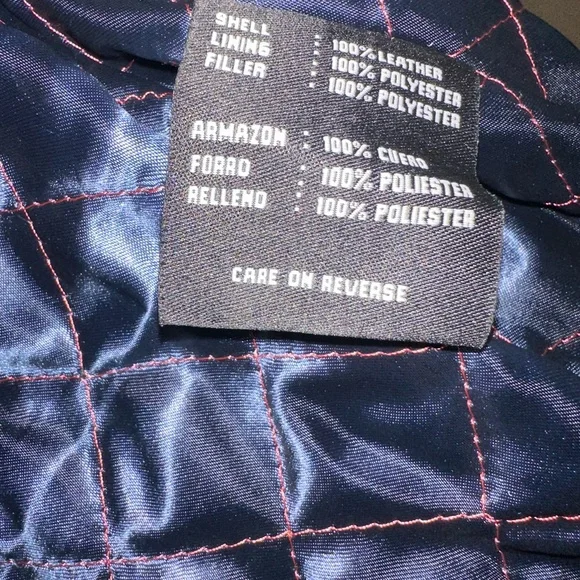 SHELL : 100% LEATHER
LINING : 100% POLYESTER
FILLER : 100% POLYESTER
ARMAZON : 100% CUERO
FORRO : 100% POLIESTER
RELLENO : 100% POLIESTER
CARE ON REVERSE